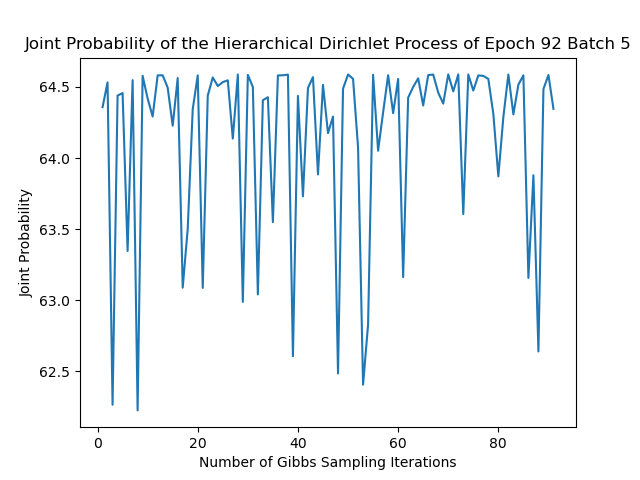 Joint Probability of the Hierarchical Dirichlet Process of Epoch 92 Batch 5
64.5
64.0
63.5
63.0
62.5
Joint Probability
0 20 40 60 80
Number of Gibbs Sampling Iterations